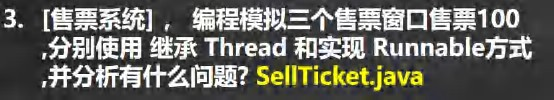 3. [售票系统] ， 编程模拟三个售票窗口售票100
,分别使用 继承 Thread 和实现 Runnable方式
,并分析有什么问题? SellTicket.java